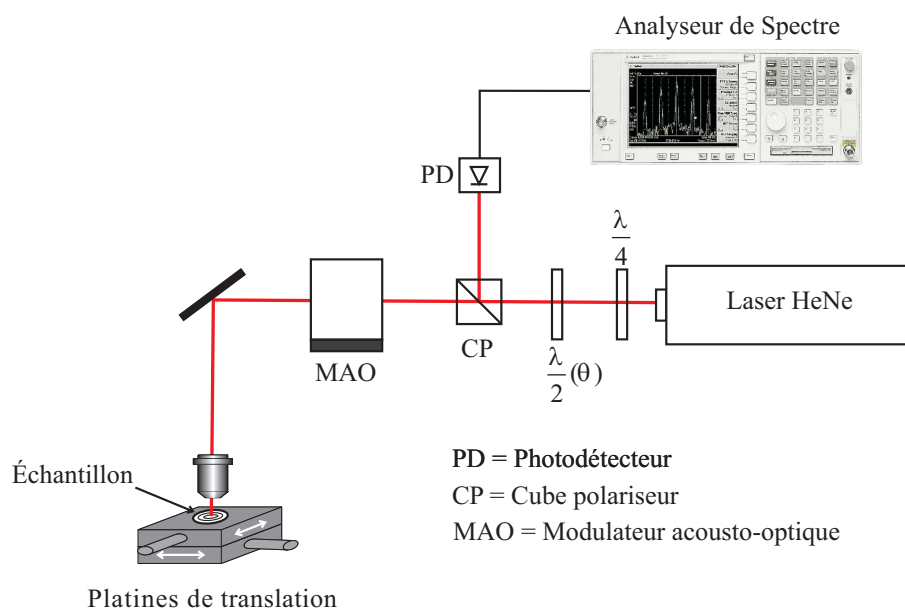 Analyseur de Spectre
PD
λ/4
Laser HeNe
CP
λ/2 (θ)
MAO
Échantillon
PD = Photodétecteur
CP = Cube polariseur
MAO = Modulateur acousto-optique
Platines de translation